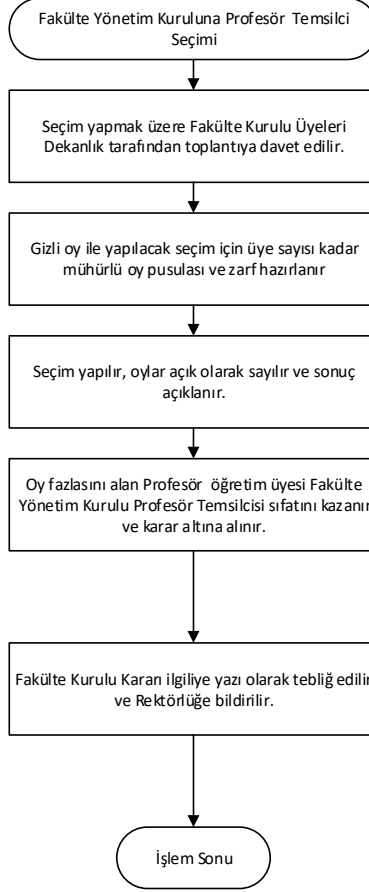 Fakülte Yönetim Kuruluna Profesör Temsilci
Seçimi
Seçim yapmak üzere Fakülte Kurulu Üyeleri
Dekanlık tarafından toplantıya davet edilir.
Gizli oy ile yapılacak seçim için üye sayısı kadar
mühürlü oy pusulası ve zarf hazırlanır
Seçim yapılır, oylar açık olarak sayılır ve sonuç
açıklanır.
Oy fazlasını alan Profesör öğretim üyesi Fakülte
Yönetim Kurulu Profesör Temsilcisi sıfatını kazanır
ve karar altına alınır.
Fakülte Kurulu Kararı ilgiliye yazı olarak tebliğ edilir
ve Rektörlüğe bildirilir.
İşlem Sonu